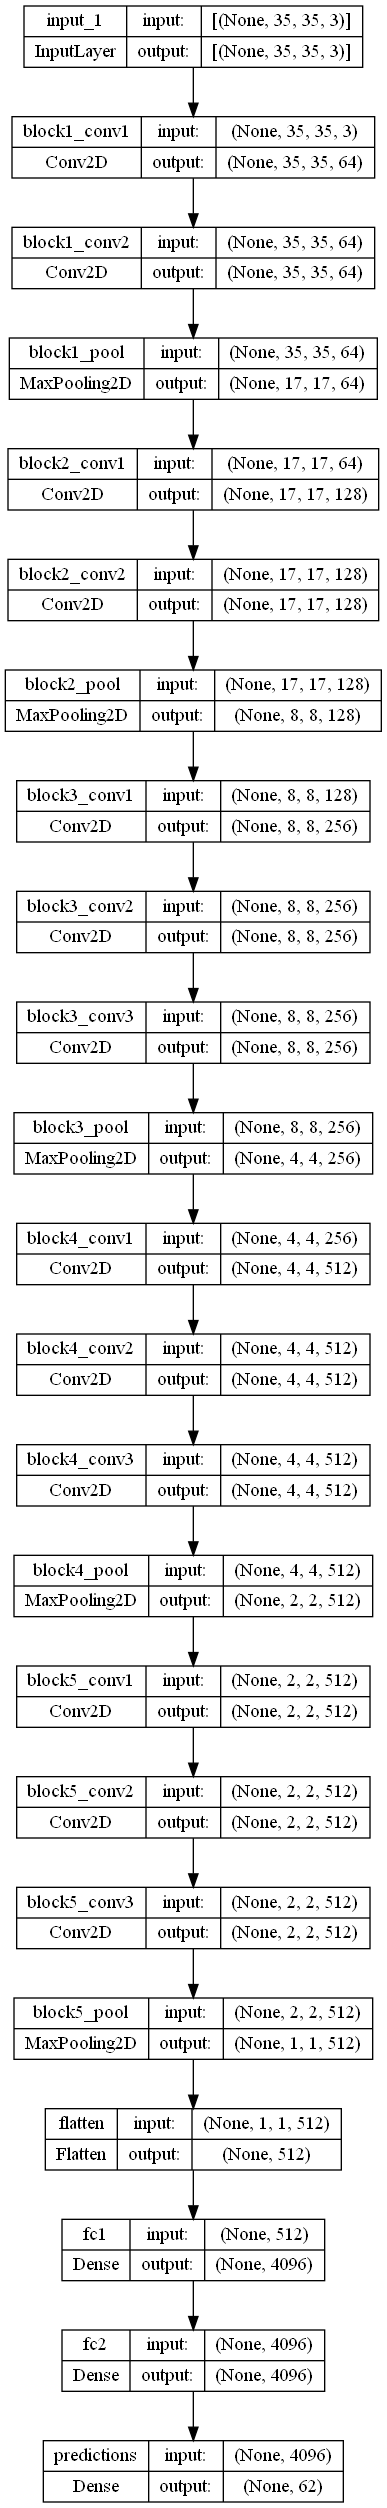 input_1 input: [(None, 35, 35, 3)]
InputLayer output: [(None, 35, 35, 3)]
block1_conv1 input: (None, 35, 35, 3)
Conv2D output: (None, 35, 35, 64)
block1_conv2 input: (None, 35, 35, 64)
Conv2D output: (None, 35, 35, 64)
block1_pool input: (None, 35, 35, 64)
MaxPooling2D output: (None, 17, 17, 64)
block2_conv1 input: (None, 17, 17, 64)
Conv2D output: (None, 17, 17, 128)
block2_conv2 input: (None, 17, 17, 128)
Conv2D output: (None, 17, 17, 128)
block2_pool input: (None, 17, 17, 128)
MaxPooling2D output: (None, 8, 8, 128)
block3_conv1 input: (None, 8, 8, 128)
Conv2D output: (None, 8, 8, 256)
block3_conv2 input: (None, 8, 8, 256)
Conv2D output: (None, 8, 8, 256)
block3_conv3 input: (None, 8, 8, 256)
Conv2D output: (None, 8, 8, 256)
block3_pool input: (None, 8, 8, 256)
MaxPooling2D output: (None, 4, 4, 256)
block4_conv1 input: (None, 4, 4, 256)
Conv2D output: (None, 4, 4, 512)
block4_conv2 input: (None, 4, 4, 512)
Conv2D output: (None, 4, 4, 512)
block4_conv3 input: (None, 4, 4, 512)
Conv2D output: (None, 4, 4, 512)
block4_pool input: (None, 4, 4, 512)
MaxPooling2D output: (None, 2, 2, 512)
block5_conv1 input: (None, 2, 2, 512)
Conv2D output: (None, 2, 2, 512)
block5_conv2 input: (None, 2, 2, 512)
Conv2D output: (None, 2, 2, 512)
block5_conv3 input: (None, 2, 2, 512)
Conv2D output: (None, 2, 2, 512)
block5_pool input: (None, 2, 2, 512)
MaxPooling2D output: (None, 1, 1, 512)
flatten input: (None, 1, 1, 512)
Flatten output: (None, 512)
fc1 input: (None, 512)
Dense output: (None, 4096)
fc2 input: (None, 4096)
Dense output: (None, 4096)
predictions input: (None, 4096)
Dense output: (None, 62)